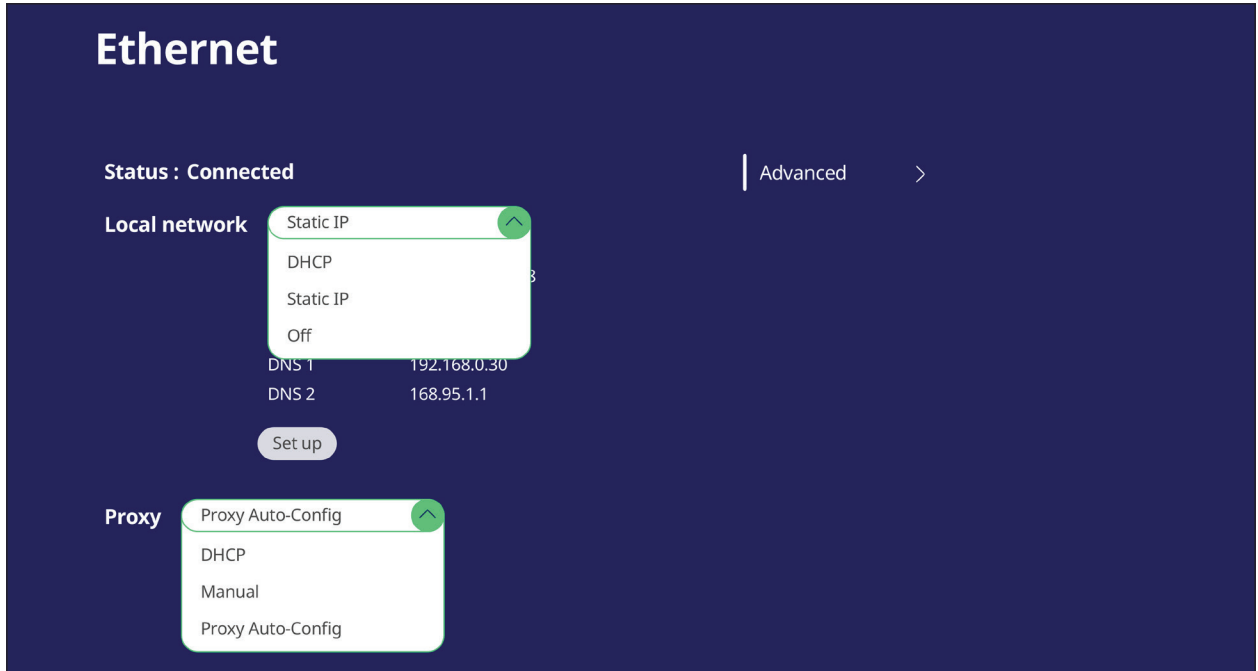 Ethernet
Status : Connected
Advanced
Local network
Static IP
DHCP
Static IP
Off
DNS 1 192.168.0.30
DNS 2 168.95.1.1
Set up
Proxy
Proxy Auto-Config
DHCP
Manual
Proxy Auto-Config